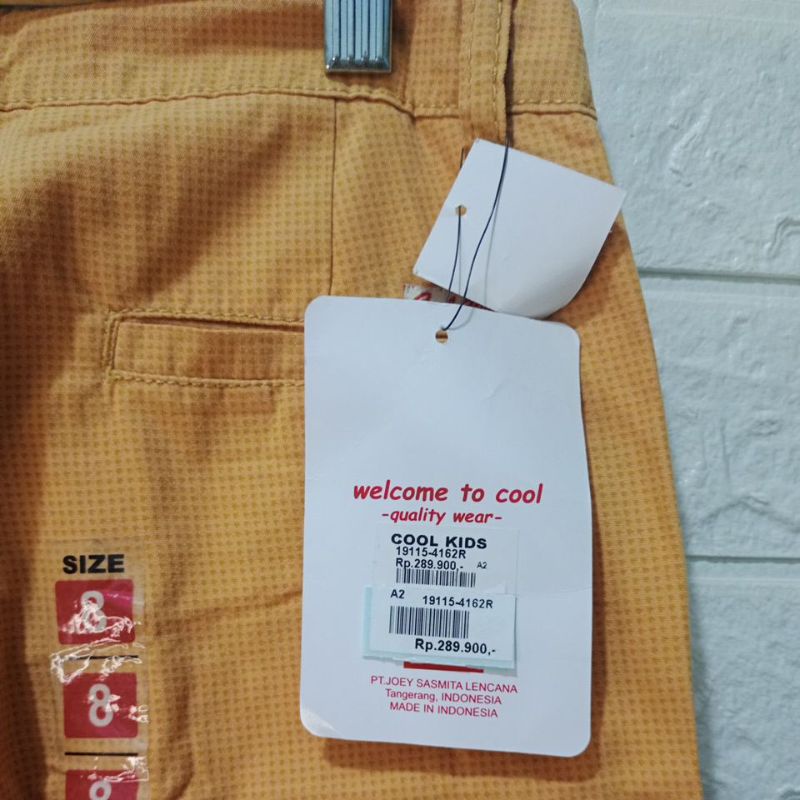 welcome to cool
-quality wear-
COOL KIDS
19115-4162R
Rp.289.900,- A2
A2 19115-4162R
Rp.289.900,-
PT.JOEY SASMITA LENCANA
Tangerang, INDONESIA
MADE IN INDONESIA
SIZE
8
8
8